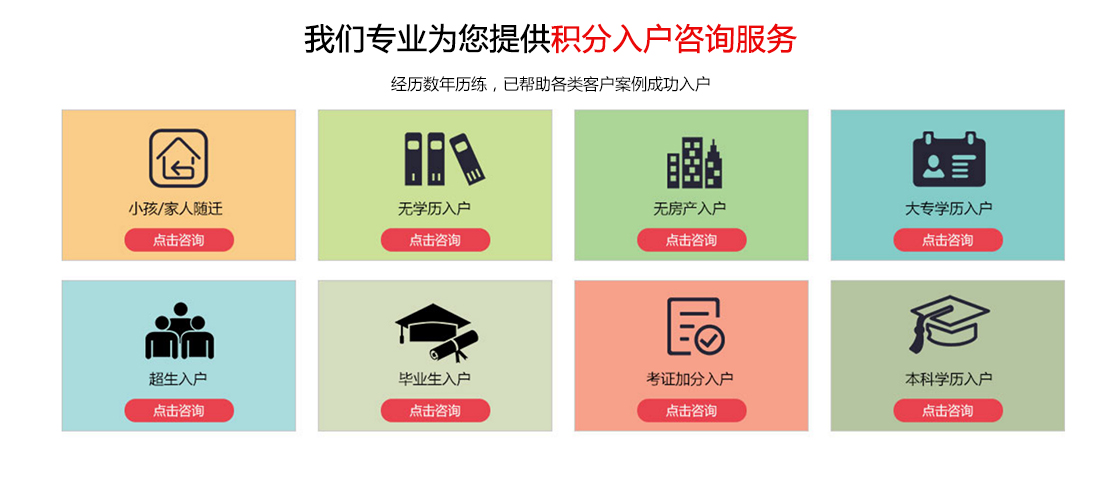 我们专业为您提供积分入户咨询服务
经历数年历练，已帮助各类客户案例成功入户
小孩/家人随迁
点击咨询
无学历入户
点击咨询
无房产入户
点击咨询
大专学历入户
点击咨询
超生入户
点击咨询
毕业生入户
点击咨询
考证加分入户
点击咨询
本科学历入户
点击咨询